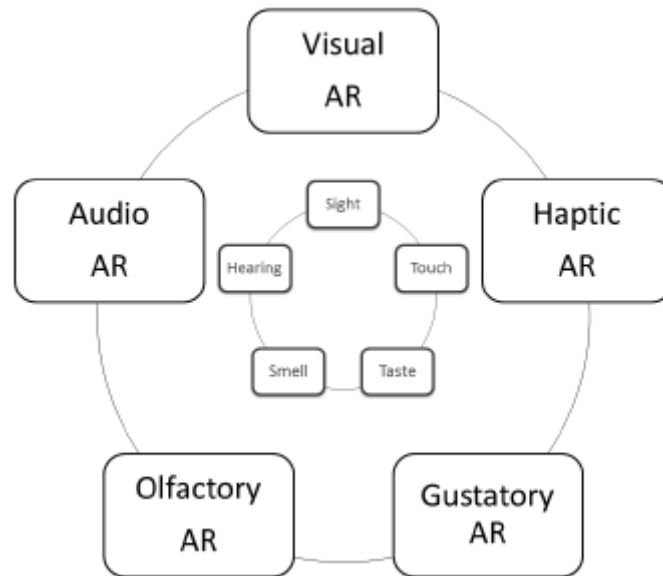 Visual
AR
Audio
AR
Haptic
AR
Sight
Hearing
Touch
Smell
Taste
Olfactory
AR
Gustatory
AR